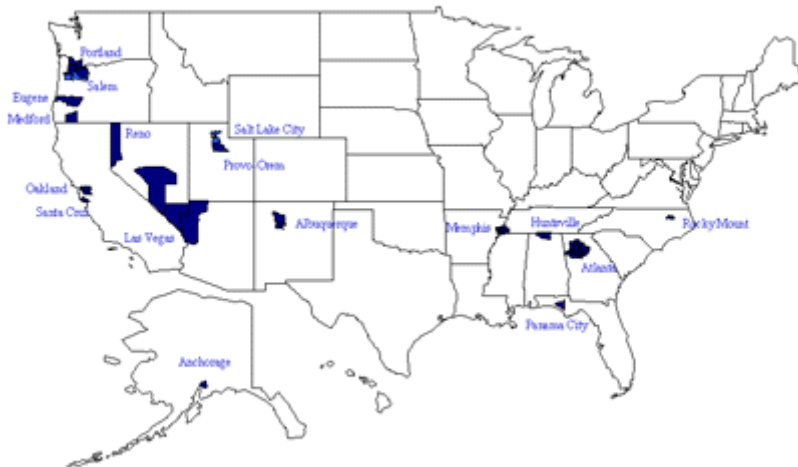 Portland
Salem
Eugene
Medford
Reno
Salt Lake City
Provo-Orem
Oakland
Santa Cruz
Las Vegas
Albuquerque
Memphis
Huntsville
Rocky Mount
Atlanta
Panama City
Anchorage